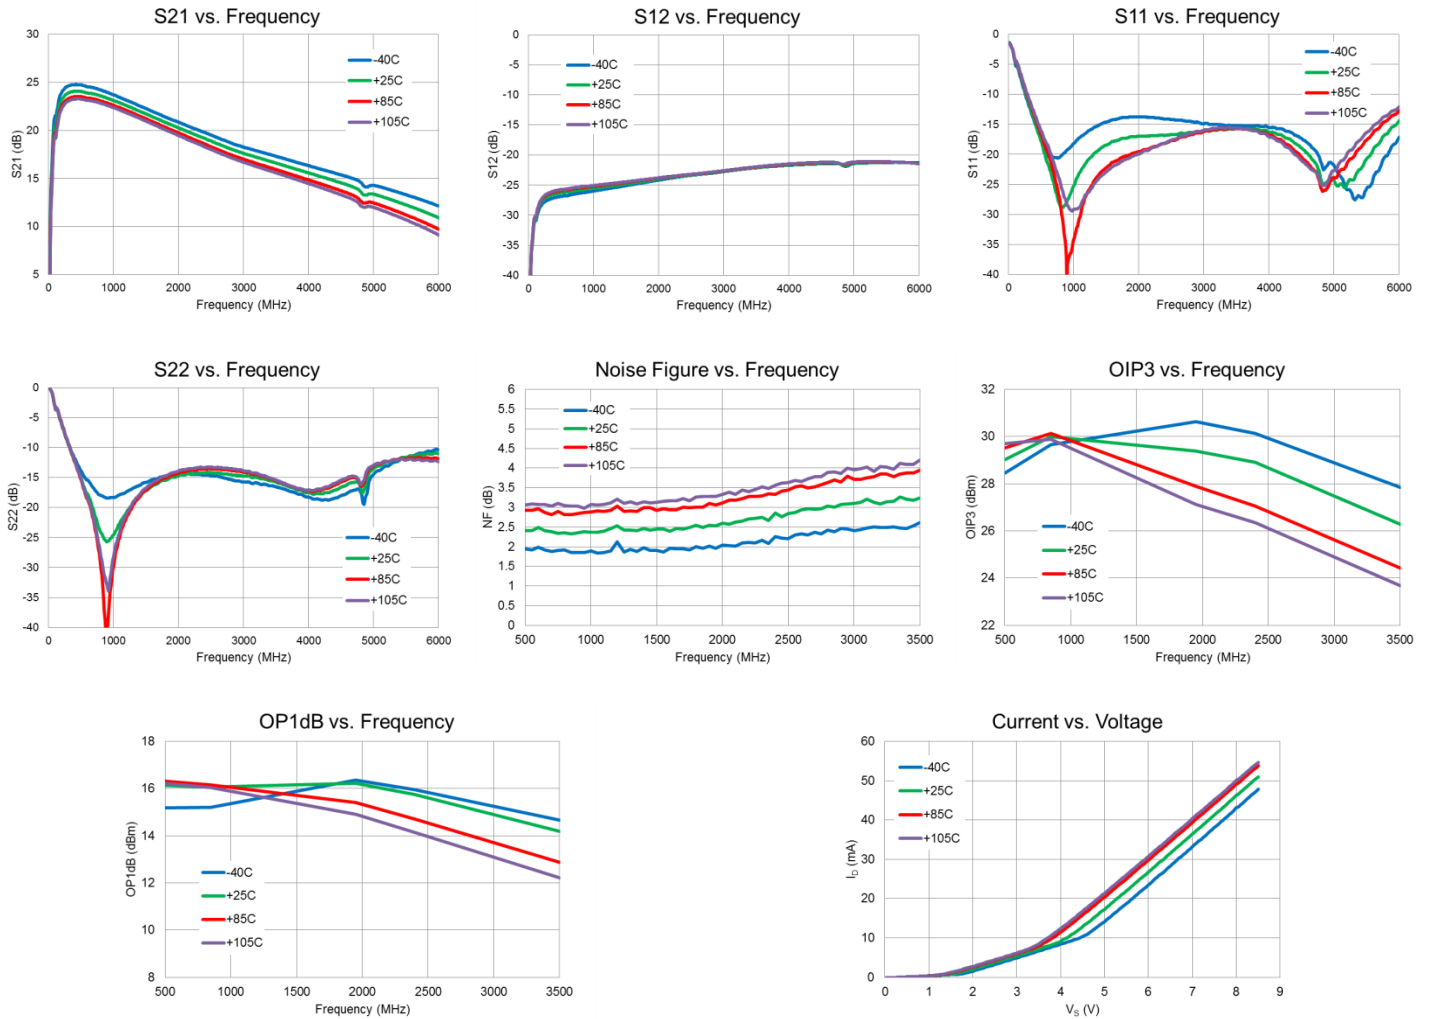 S21 vs. Frequency
30
25
20
15
10
5
S21 (dB)
-40C
+25C
+85C
+105C
0 1000 2000 3000 4000 5000 6000
Frequency (MHz)
S12 vs. Frequency
0
-5
-10
-15
-20
-25
-30
-35
-40
S12 (dB)
-40C
+25C
+85C
+105C
0 1000 2000 3000 4000 5000 6000
Frequency (MHz)
S11 vs. Frequency
0
-5
-10
-15
-20
-25
-30
-35
-40
S11 (dB)
-40C
+25C
+85C
+105C
0 1000 2000 3000 4000 5000 6000
Frequency (MHz)
S22 vs. Frequency
0
-5
-10
-15
-20
-25
-30
-35
-40
S22 (dB)
-40C
+25C
+85C
+105C
0 1000 2000 3000 4000 5000 6000
Frequency (MHz)
Noise Figure vs. Frequency
6
5.5
5
4.5
4
3.5
3
2.5
2
1.5
1
0.5
0
NF (dB)
-40C
+25C
+85C
+105C
500 1000 1500 2000 2500 3000 3500
Frequency (MHz)
OIP3 vs. Frequency
32
30
28
26
24
22
OIP3 (dBm)
-40C
+25C
+85C
+105C
500 1000 1500 2000 2500 3000 3500
Frequency (MHz)
OP1dB vs. Frequency
18
16
14
12
10
8
OP1dB (dBm)
-40C
+25C
+85C
+105C
500 1000 1500 2000 2500 3000 3500
Frequency (MHz)
Current vs. Voltage
60
50
40
30
20
10
0
I_D (mA)
-40C
+25C
+85C
+105C
0 1 2 3 4 5 6 7 8 9
V_S (V)